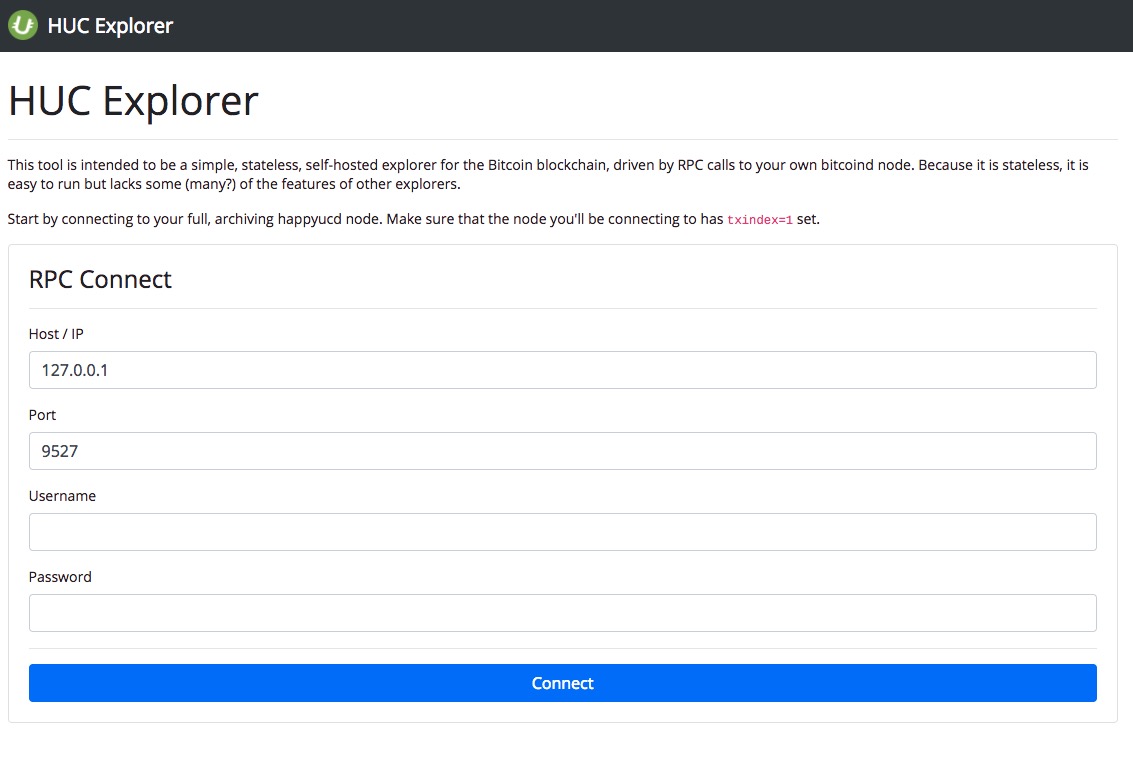 HUC Explorer
HUC Explorer
This tool is intended to be a simple, stateless, self-hosted explorer for the Bitcoin blockchain, driven by RPC calls to your own bitcoind node. Because it is stateless, it is
easy to run but lacks some (many?) of the features of other explorers.
Start by connecting to your full, archiving happyucd node. Make sure that the node you'll be connecting to has txindex=1 set.
RPC Connect
Host / IP
127.0.0.1
Port
9527
Username
Password
Connect